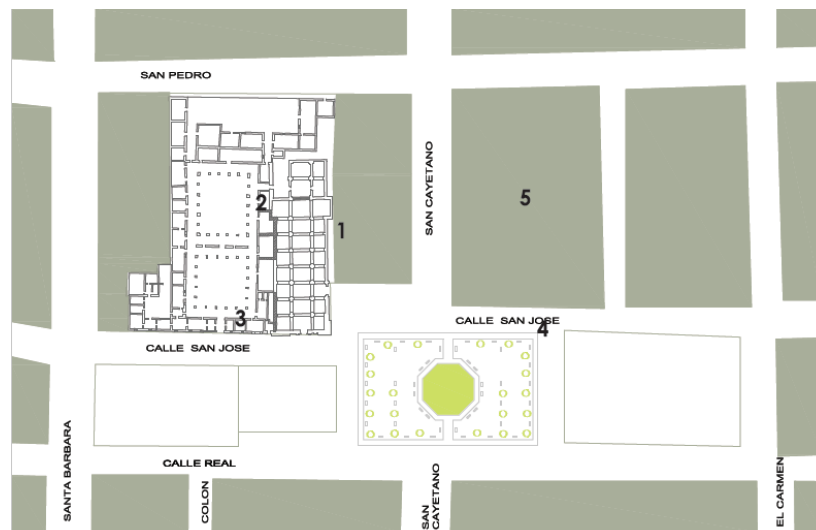 SAN PEDRO
SAN CAYETANO
5
2
1
3
CALLE SAN JOSE
4
CALLE SAN JOSE
CALLE REAL
SANTA BARBARA
COLON
SAN
CAYETANO
EL CARMEN